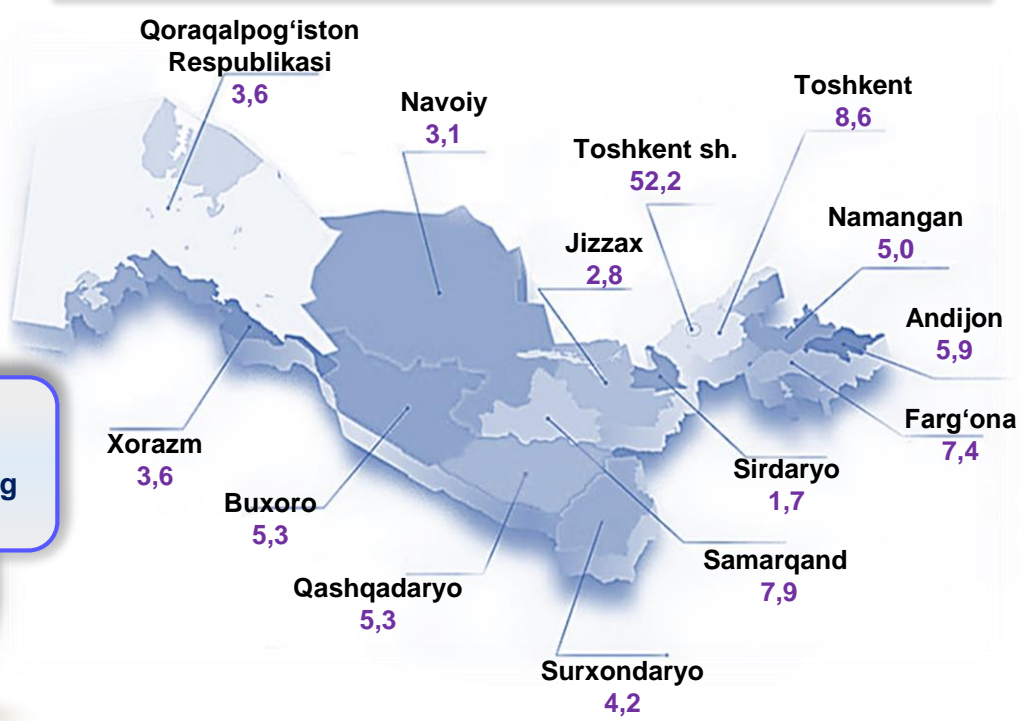 Qoraqalpog‘iston
Respublikasi
3,6
Navoiy
3,1
Toshkent
8,6
Toshkent sh.
52,2
Namangan
5,0
Jizzax
2,8
Andijon
5,9
Farg‘ona
7,4
Xorazm
3,6
Sirdaryo
1,7
g
Buxoro
5,3
Samarqand
7,9
Qashqadaryo
5,3
Surxondaryo
4,2